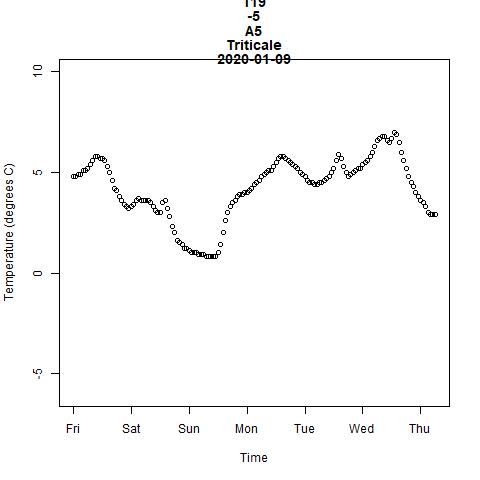 T19
-5
A5
Triticale
2020-01-09
10
5
0
-5
Temperature (degrees C)
Fri Sat Sun Mon Tue Wed Thu
Time